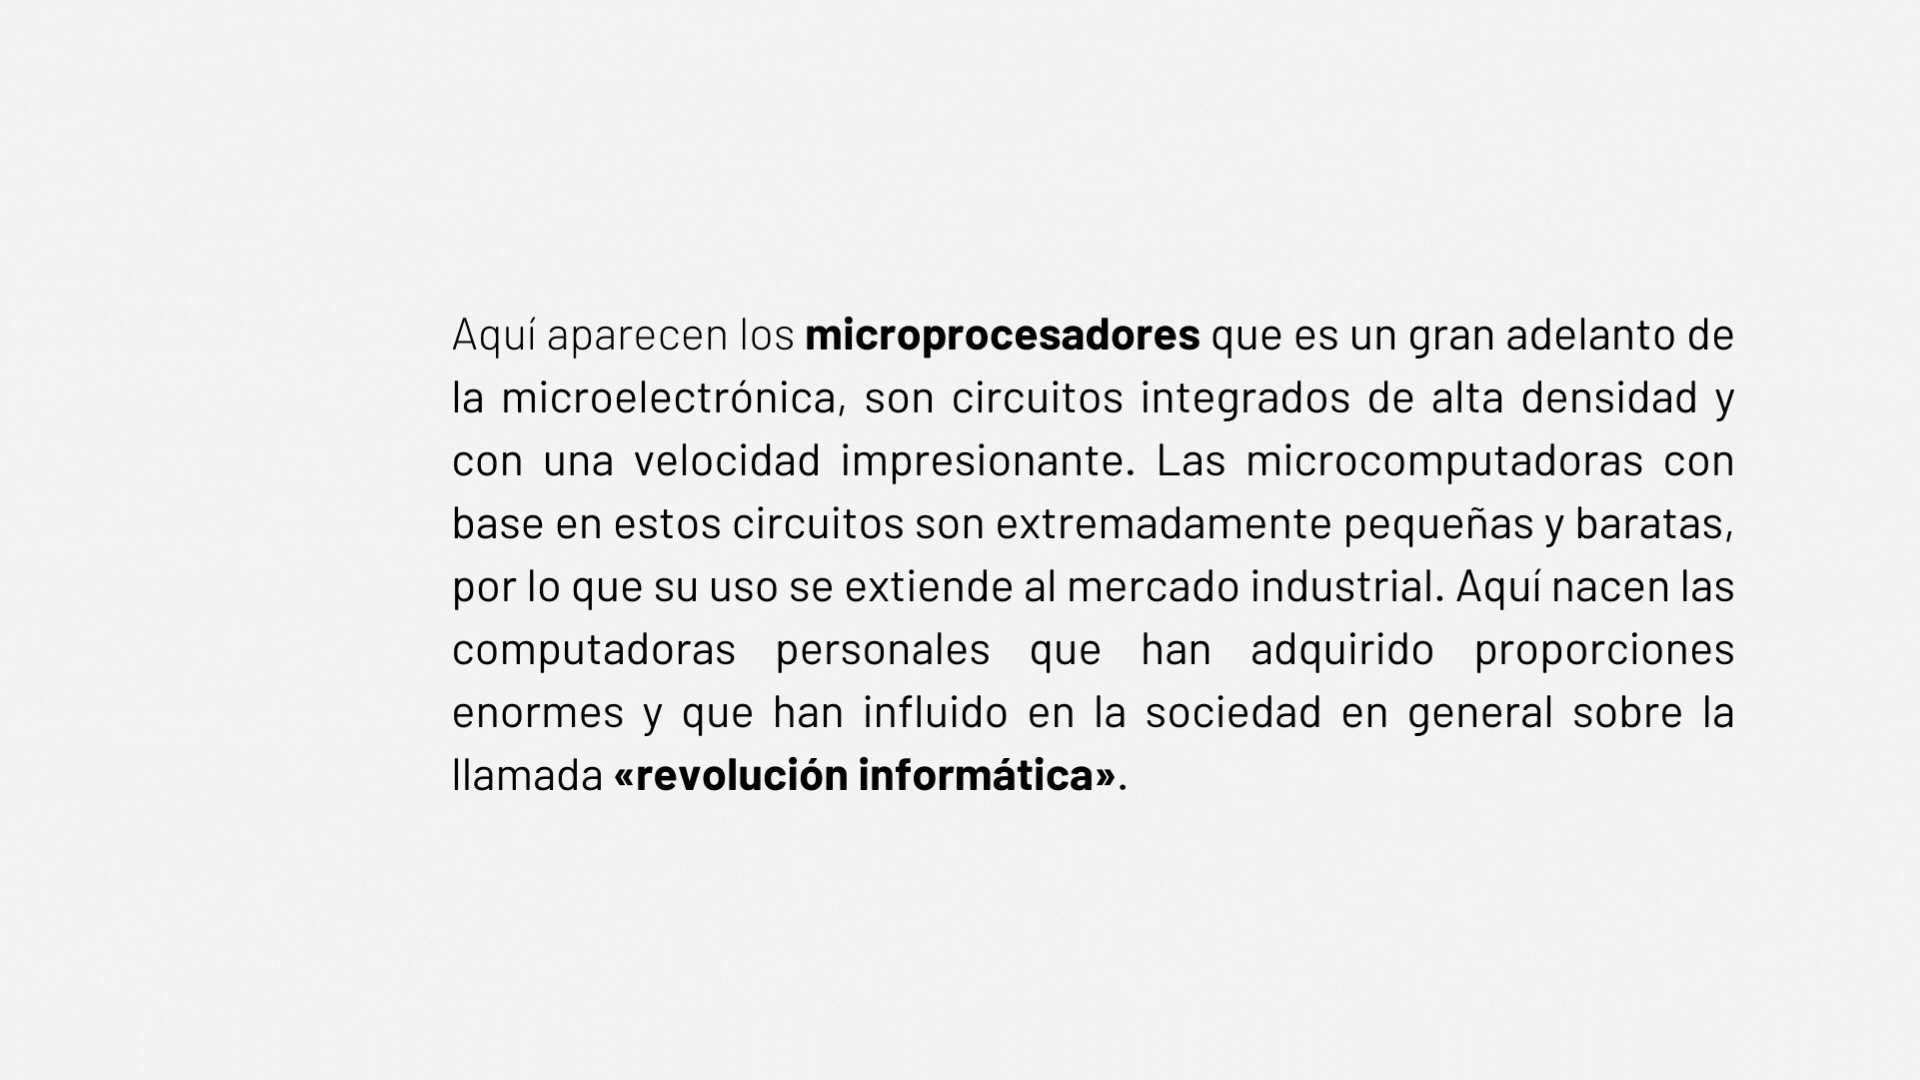 Aquí aparecen los microprocesadores que es un gran adelanto de
la microelectrónica, son circuitos integrados de alta densidad y
con una velocidad impresionante. Las microcomputadoras con
base en estos circuitos son extremadamente pequeñas y baratas,
por lo que su uso se extiende al mercado industrial. Aquí nacen las
computadoras personales que han adquirido proporciones
enormes y que han influido en la sociedad en general sobre la
llamada «revolución informática».